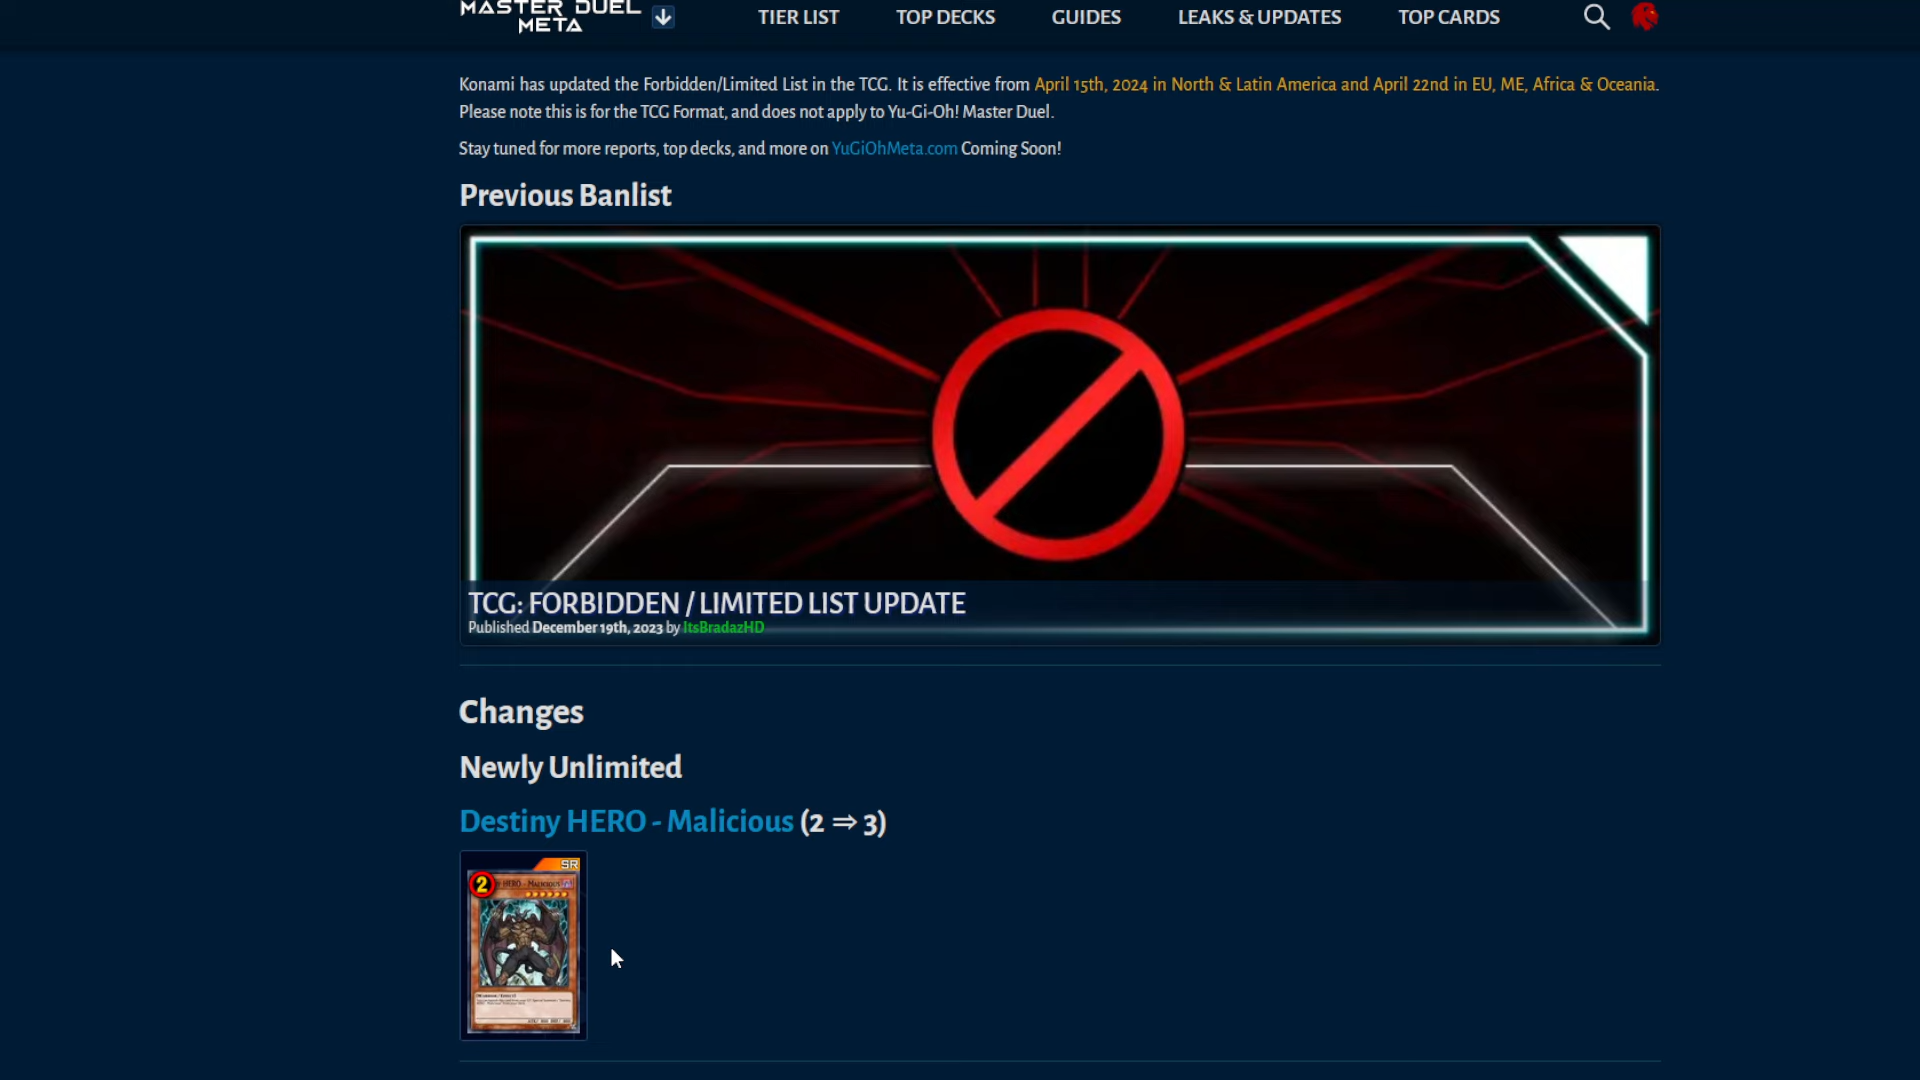 MASTER DUEL
META
TIER LIST
TOP DECKS
GUIDES
LEAKS & UPDATES
TOP CARDS
Konami has updated the Forbidden/Limited List in the TCG. It is effective from April 15th, 2024 in North & Latin America and April 22nd in EU, ME, Africa & Oceania.
Please note this is for the TCG Format, and does not apply to Yu-Gi-Oh! Master Duel.
Stay tuned for more reports, top decks, and more on YuGiOhMeta.com Coming Soon!
Previous Banlist
TCG: FORBIDDEN / LIMITED LIST UPDATE
Published December 19th, 2023 by ItsBradazHD
Changes
Newly Unlimited
Destiny HERO - Malicious (2 ⇒ 3)
SR
2
HERO - Malicious